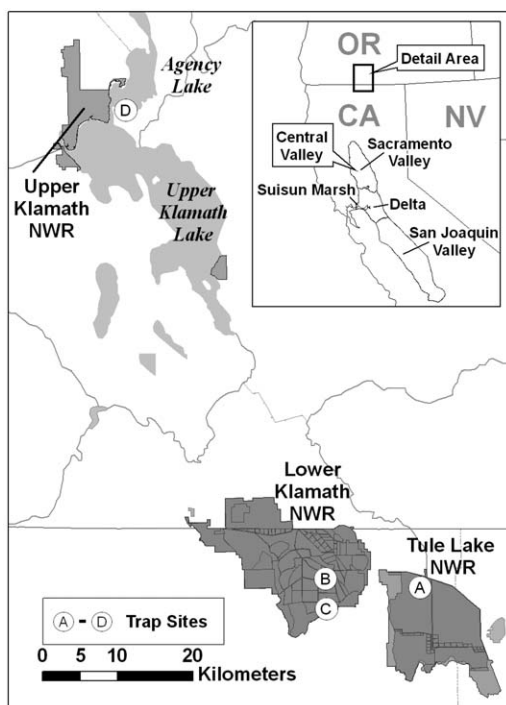 Agency
Lake
D
Upper
Klamath
NWR
Upper
Klamath
Lake
OR
Detail Area
CA
NV
Central
Valley
Sacramento
Valley
Suisun Marsh
Delta
San Joaquin
Valley
Lower
Klamath
NWR
Tule Lake
NWR
B
A
C
A - D Trap Sites
0 5 10 20
Kilometers